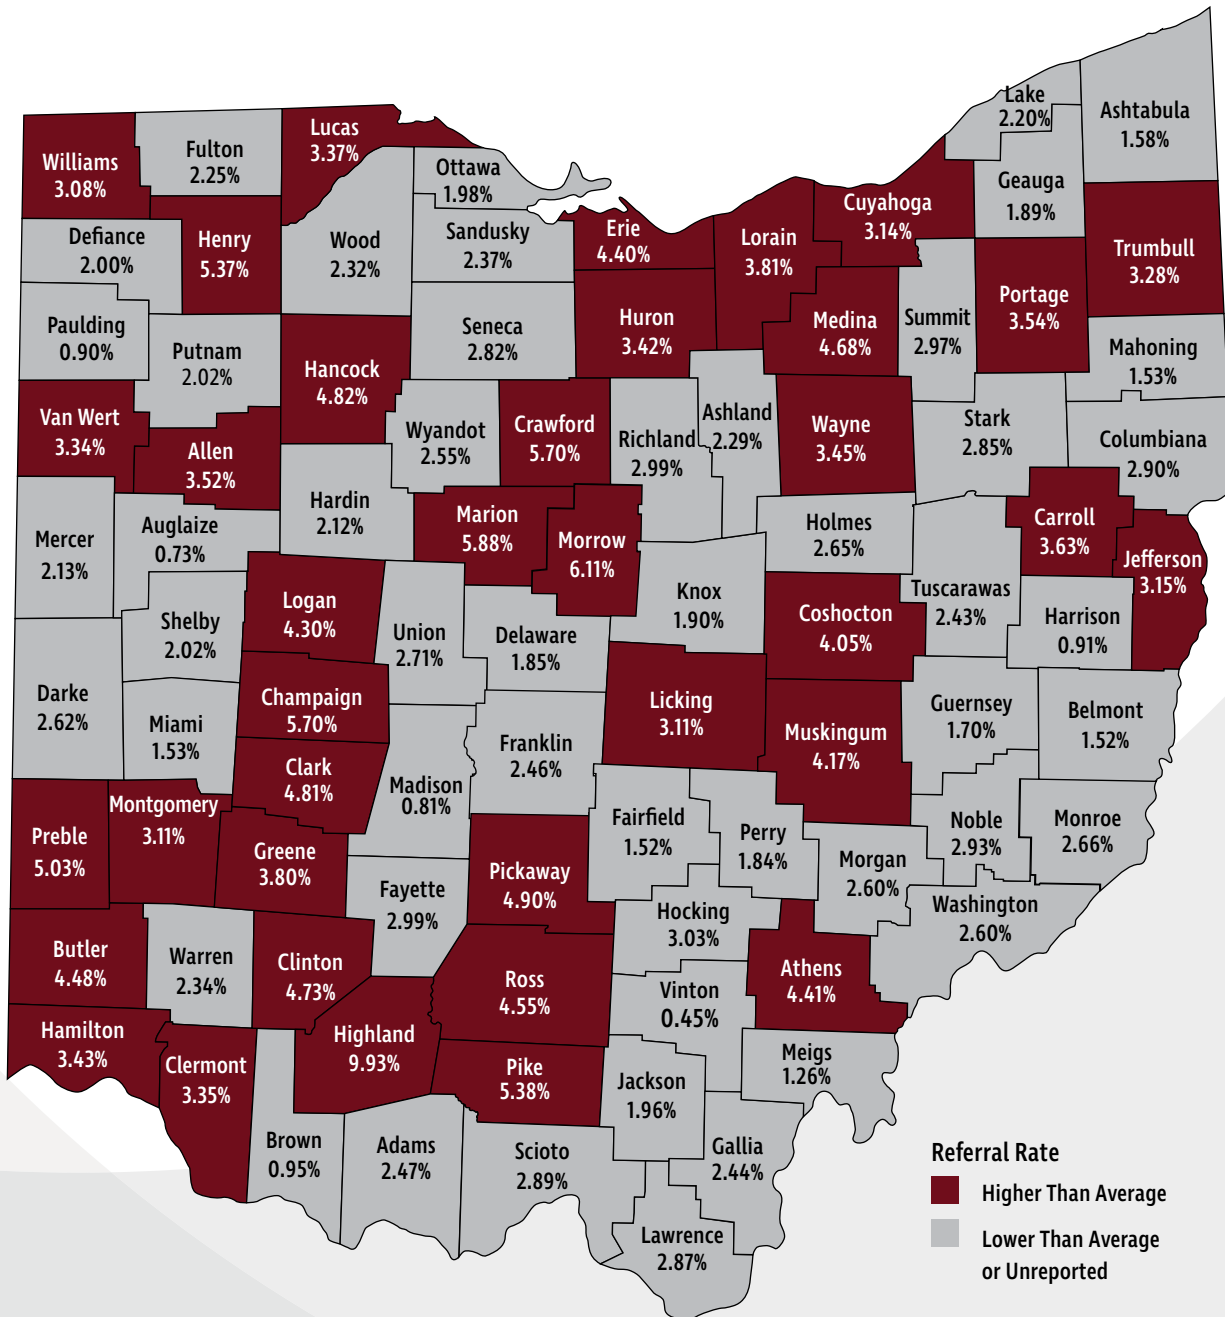 Lake
2.20%
Ashtabula
1.58%
Lucas
3.37%
Williams
3.08%
Fulton
2.25%
Ottawa
1.98%
Geauga
1.89%
Cuyahoga
3.14%
Defiance
2.00%
Henry
5.37%
Wood
2.32%
Sandusky
2.37%
Erie
4.40%
Lorain
3.81%
Trumbull
3.28%
Portage
3.54%
Paulding
0.90%
Putnam
2.02%
Hancock
4.82%
Seneca
2.82%
Huron
3.42%
Medina
4.68%
Summit
2.97%
Mahoning
1.53%
Van Wert
3.34%
Allen
3.52%
Wyandot
2.55%
Crawford
5.70%
Richland
2.99%
Ashland
2.29%
Wayne
3.45%
Stark
2.85%
Columbiana
2.90%
Mercer
2.13%
Auglaize
0.73%
Hardin
2.12%
Marion
5.88%
Morrow
6.11%
Holmes
2.65%
Carroll
3.63%
Jefferson
3.15%
Shelby
2.02%
Logan
4.30%
Union
2.71%
Delaware
1.85%
Knox
1.90%
Coshocton
4.05%
Tuscarawas
2.43%
Harrison
0.91%
Darke
2.62%
Miami
1.53%
Champaign
5.70%
Licking
3.11%
Muskingum
4.17%
Guernsey
1.70%
Belmont
1.52%
Clark
4.81%
Madison
0.81%
Franklin
2.46%
Preble
5.03%
Montgomery
3.11%
Greene
3.80%
Fairfield
1.52%
Perry
1.84%
Morgan
2.60%
Noble
2.93%
Monroe
2.66%
Fayette
2.99%
Pickaway
4.90%
Hocking
3.03%
Washington
2.60%
Butler
4.48%
Warren
2.34%
Clinton
4.73%
Ross
4.55%
Vinton
0.45%
Athens
4.41%
Hamilton
3.43%
Clermont
3.35%
Highland
9.93%
Pike
5.38%
Jackson
1.96%
Meigs
1.26%
Brown
0.95%
Adams
2.47%
Scioto
2.89%
Gallia
2.44%
Lawrence
2.87%
Referral Rate
Higher Than Average
Lower Than Average
or Unreported